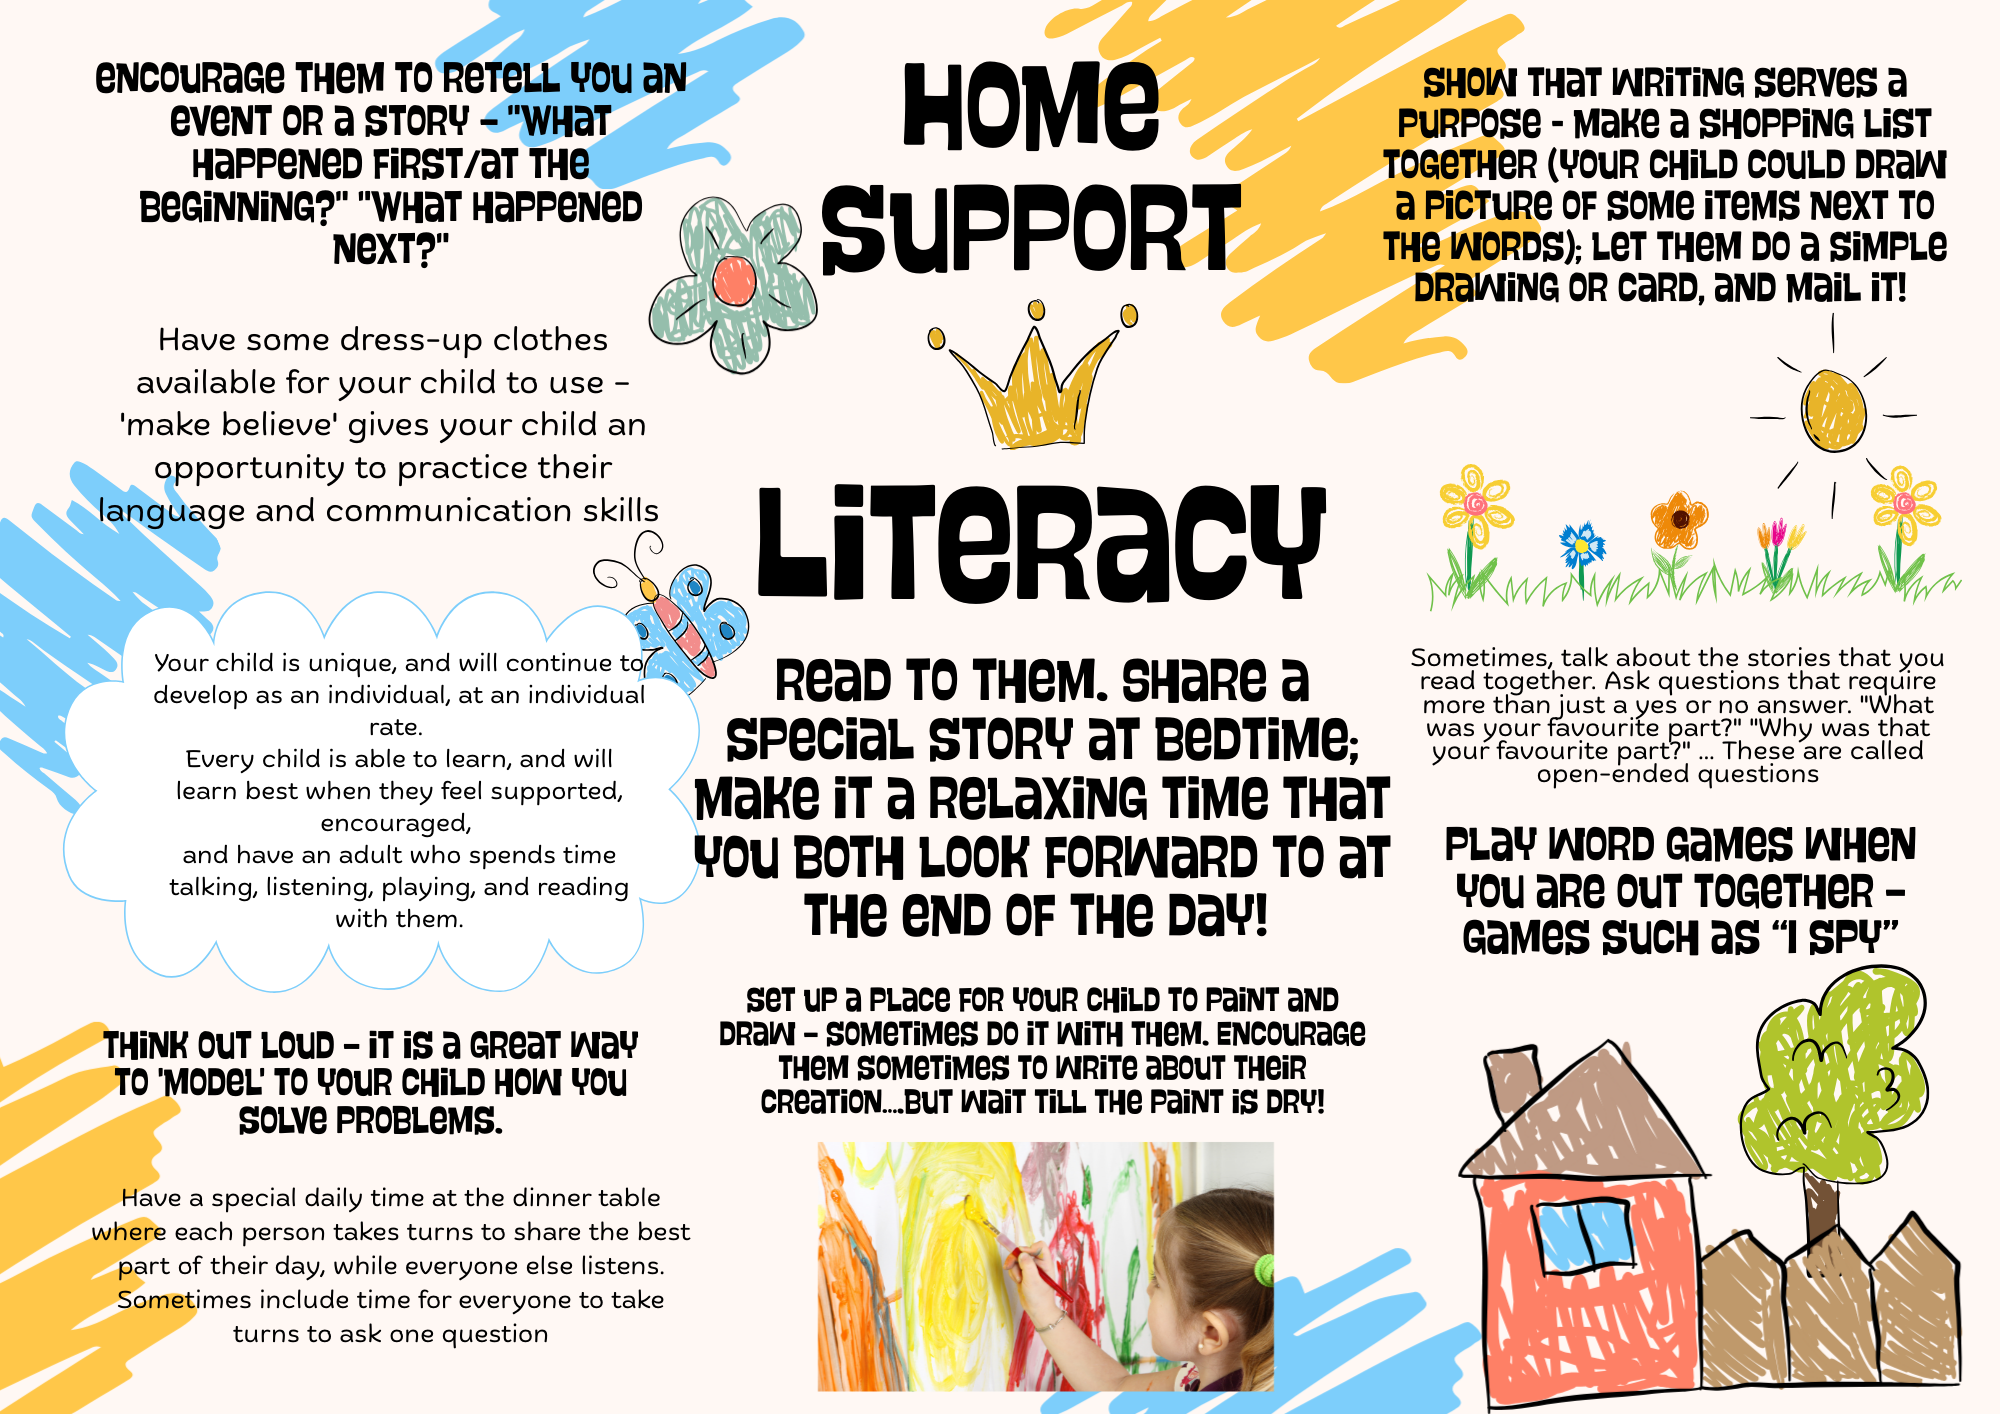 Encourage them to retell you an
event or a story – "What
happened first/at the
beginning?" "What happened
next?"
Have some dress-up clothes
available for your child to use –
'make believe' gives your child an
opportunity to practice their
language and communication skills
Your child is unique, and will continue to
develop as an individual, at an individual
rate.
Every child is able to learn, and will
learn best when they feel supported,
encouraged,
and have an adult who spends time
talking, listening, playing, and reading
with them.
Think out loud – it is a great way
to 'model' to your child how you
solve problems.
Have a special daily time at the dinner table
where each person takes turns to share the best
part of their day, while everyone else listens.
Sometimes include time for everyone to take
turns to ask one question
Home
Support
Literacy
Read to them. Share a
special story at bedtime;
make it a relaxing time that
you both look forward to at
the end of the day!
Set up a place for your child to paint and
draw – sometimes do it with them. Encourage
them sometimes to write about their
creation....but wait till the paint is dry!
Show that writing serves a
purpose - make a shopping list
together (your child could draw
a picture of some items next to
the words); let them do a simple
drawing or card, and mail it!
Sometimes, talk about the stories that you
read together. Ask questions that require
more than just a yes or no answer. "What
was your favourite part?" "Why was that
your favourite part?" ... These are called
open-ended questions
Play word games when
you are out together –
games such as “I Spy”